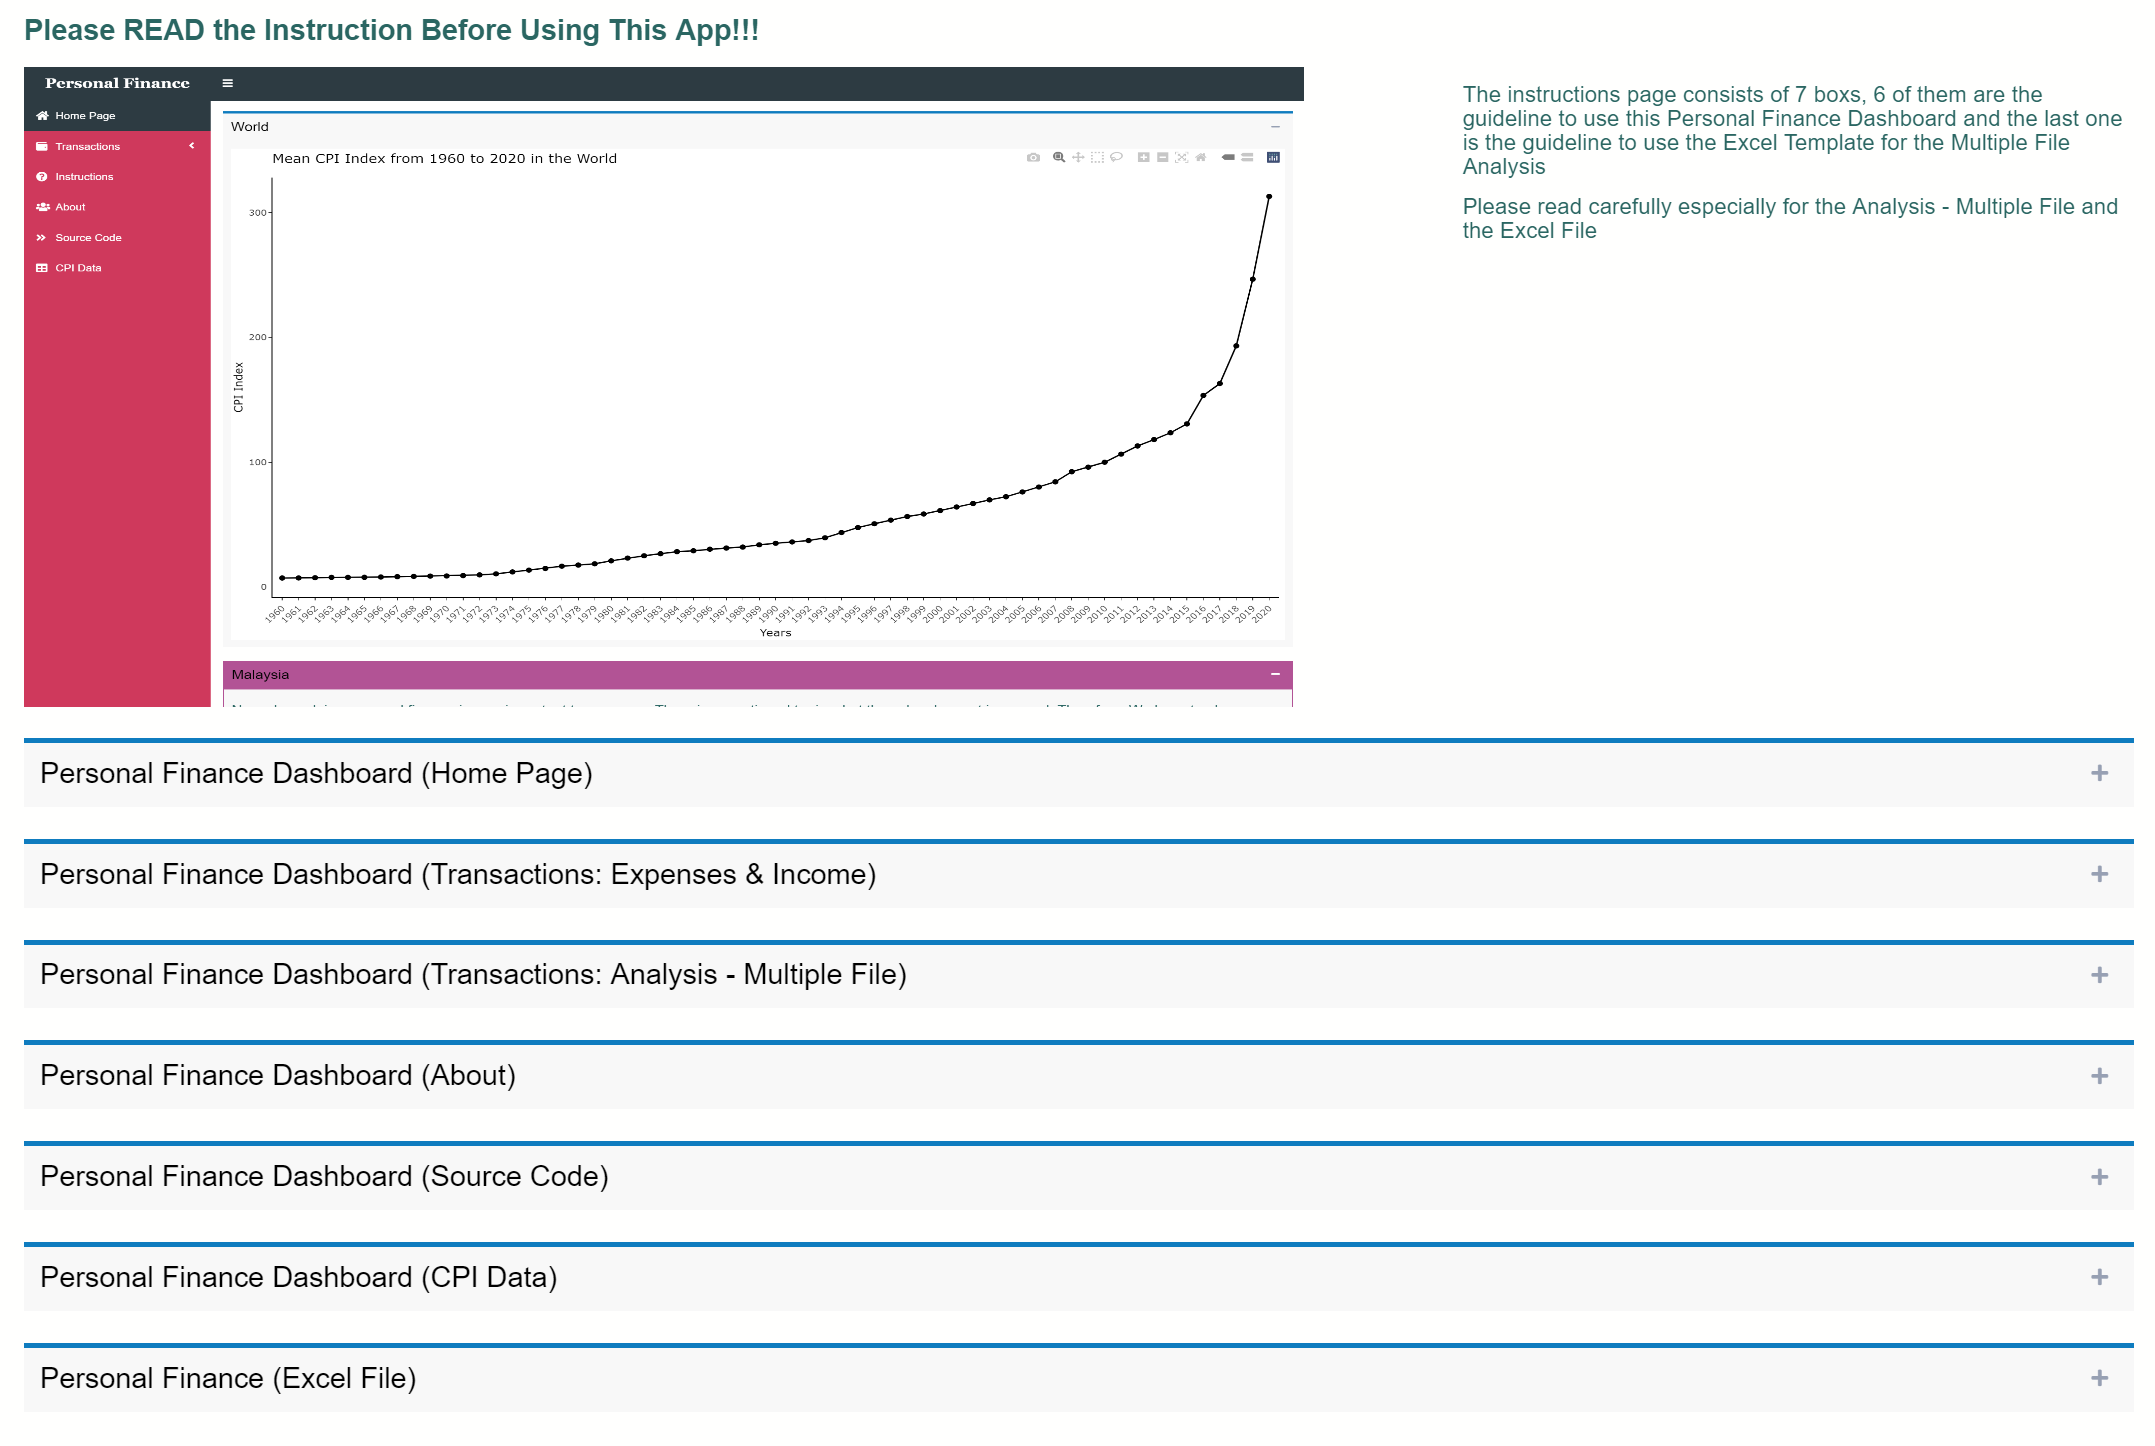 Please READ the Instruction Before Using This App!!!
Personal Finance
Home Page
Transactions
Instructions
About
Source Code
CPI Data
World
Mean CPI Index from 1960 to 2020 in the World
300
200
100
0
CPI Index
1960 1961 1962 1963 1964 1965 1966 1967 1968 1969 1970 1971 1972 1973 1974 1975 1976 1977 1978 1979 1980 1981 1982 1983 1984 1985 1986 1987 1988 1989 1990 1991 1992 1993 1994 1995 1996 1997 1998 1999 2000 2001 2002 2003 2004 2005 2006 2007 2008 2009 2010 2011 2012 2013 2014 2015 2016 2017 2018 2019 2020
Years
Malaysia
The instructions page consists of 7 boxs, 6 of them are the
guideline to use this Personal Finance Dashboard and the last one
is the guideline to use the Excel Template for the Multiple File
Analysis
Please read carefully especially for the Analysis - Multiple File and
the Excel File
Personal Finance Dashboard (Home Page)
Personal Finance Dashboard (Transactions: Expenses & Income)
Personal Finance Dashboard (Transactions: Analysis - Multiple File)
Personal Finance Dashboard (About)
Personal Finance Dashboard (Source Code)
Personal Finance Dashboard (CPI Data)
Personal Finance (Excel File)